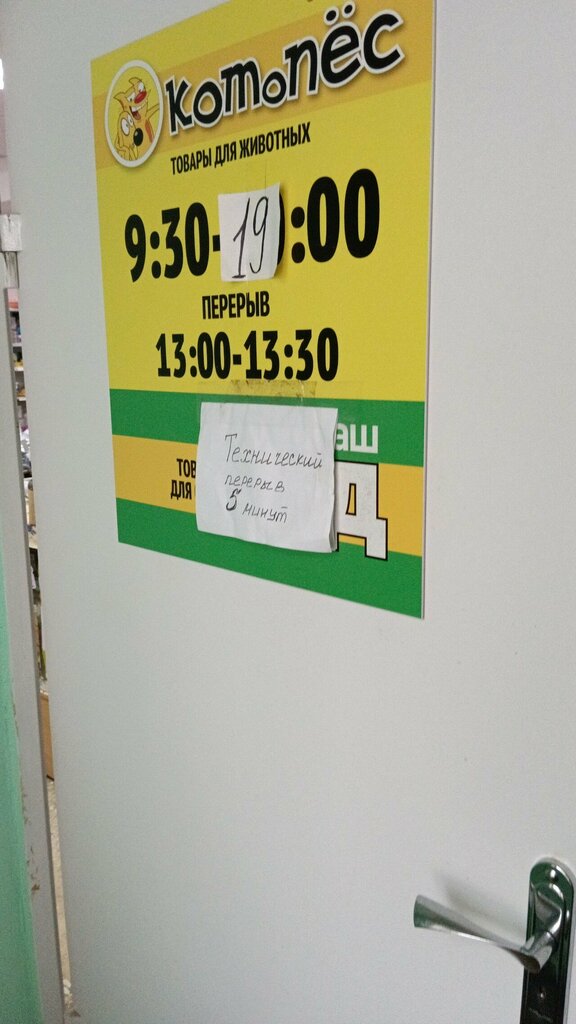 котопёс
ТОВАРЫ ДЛЯ ЖИВОТНЫХ
9:30-19:00
ПЕРЕРЫВ
13:00-13:30
Технический
перерыв
5 минут